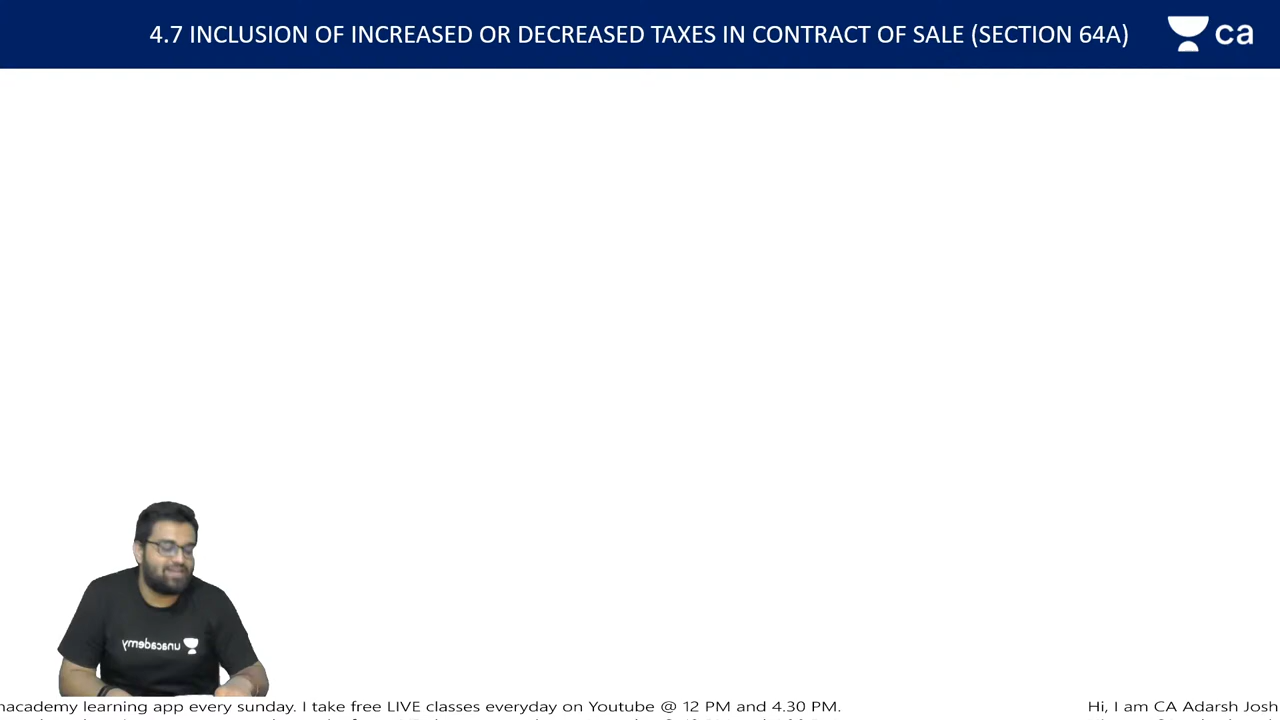 4.7 INCLUSION OF INCREASED OR DECREASED TAXES IN CONTRACT OF SALE (SECTION 64A)
ca
unacademy
nacademy learning app every sunday. I take free LIVE classes everyday on Youtube @ 12 PM and 4.30 PM.
Hi, I am CA Adarsh Josh